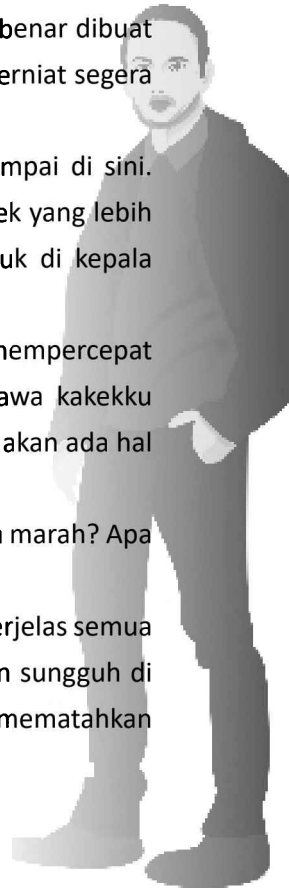 benar dibuat
erniat segera
mpai di sini.
ek yang lebih
uk di kepala
mempercepat
awa kakekku
akan ada hal
marah? Apa
erjelas semua
sungguh di
mematahkan